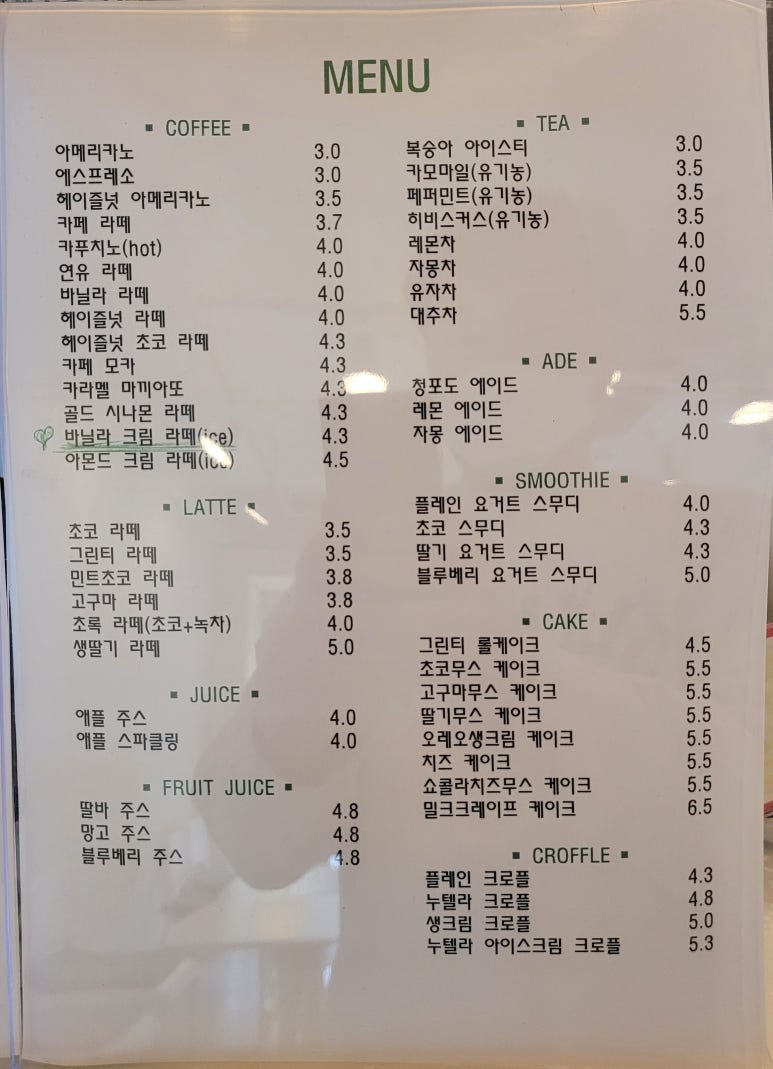 MENU
▪ COFFEE ▪
아메리카노 3.0
에스프레소 3.0
헤이즐넛 아메리카노 3.5
카페 라떼 3.7
카푸치노(hot) 4.0
연유 라떼 4.0
바닐라 라떼 4.0
헤이즐넛 라떼 4.0
헤이즐넛 초코 라떼 4.3
카페 모카 4.3
카라멜 마끼아또 4.3
골드 시나몬 라떼 4.3
바닐라 크림 라떼(ice) 4.3
아몬드 크림 라떼(ice) 4.5
▪ LATTE ▪
초코 라떼 3.5
그린티 라떼 3.5
민트초코 라떼 3.8
고구마 라떼 3.8
초록 라떼(초코+녹차) 4.0
생딸기 라떼 5.0
▪ JUICE ▪
애플 주스 4.0
애플 스파클링 4.0
▪ FRUIT JUICE ▪
딸바 주스 4.8
망고 주스 4.8
블루베리 주스 4.8
▪ TEA ▪
복숭아 아이스티 3.0
카모마일(유기농) 3.5
페퍼민트(유기농) 3.5
히비스커스(유기농) 3.5
레몬차 4.0
자몽차 4.0
유자차 4.0
대추차 5.5
▪ ADE ▪
청포도 에이드 4.0
레몬 에이드 4.0
자몽 에이드 4.0
▪ SMOOTHIE ▪
플레인 요거트 스무디 4.0
초코 스무디 4.3
딸기 요거트 스무디 4.3
블루베리 요거트 스무디 5.0
▪ CAKE ▪
그린티 롤케이크 4.5
초코무스 케이크 5.5
고구마무스 케이크 5.5
딸기무스 케이크 5.5
오레오생크림 케이크 5.5
치즈 케이크 5.5
쇼콜라치즈무스 케이크 5.5
밀크크레이프 케이크 6.5
▪ CROFFLE ▪
플레인 크로플 4.3
누텔라 크로플 4.8
생크림 크로플 5.0
누텔라 아이스크림 크로플 5.3